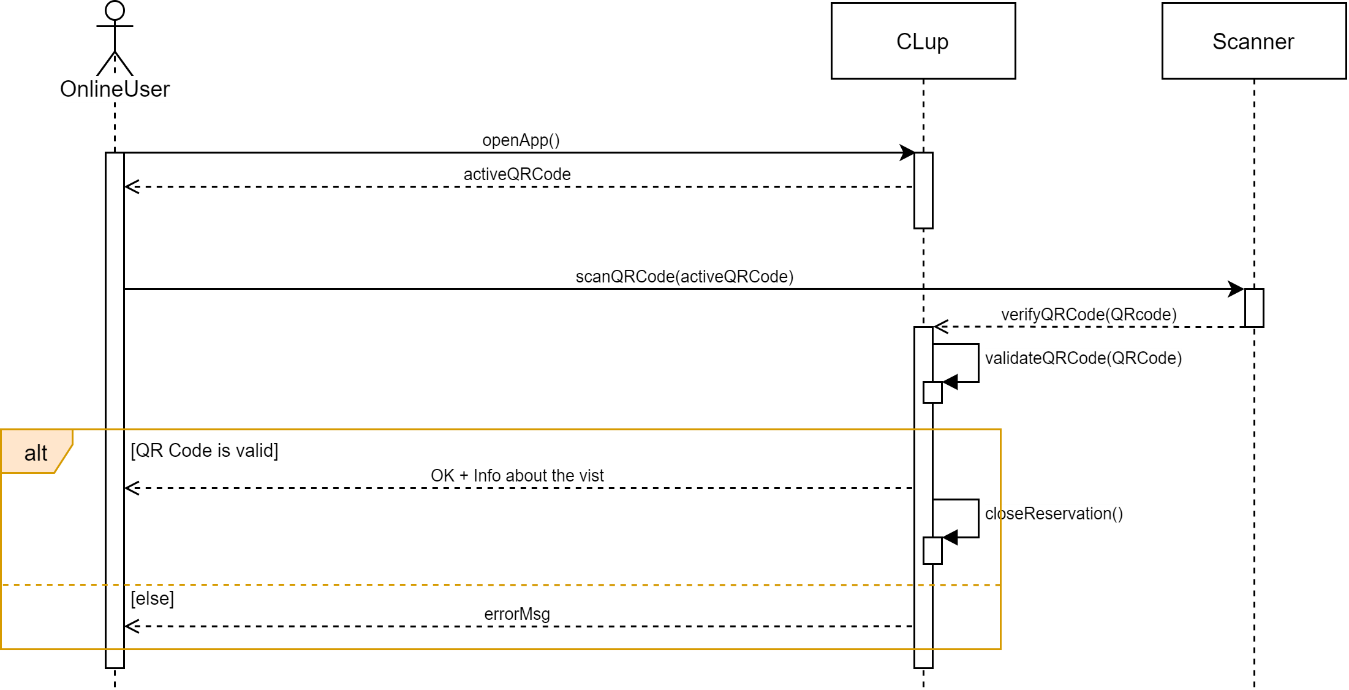 OnlineUser
CLup
Scanner
openApp()
activeQRCode
scanQRCode(activeQRCode)
verifyQRCode(QRcode)
validateQRCode(QRCode)
alt
[QR Code is valid]
OK + Info about the vist
closeReservation()
[else]
errorMsg